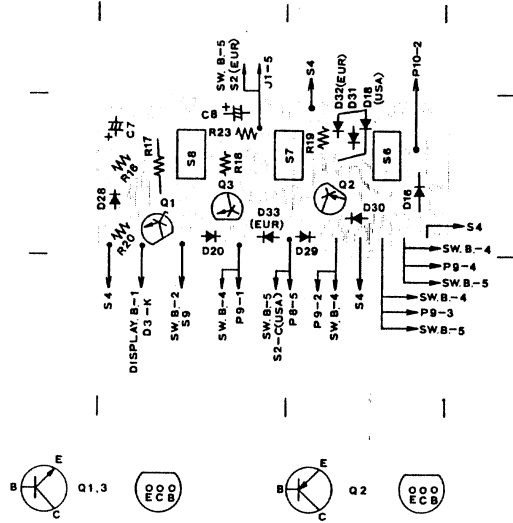 SW. B.-5
S2 (EUR)
J1-5
S4
D32(EUR)
D31
D18
(USA)
P10-2
C7
R16
R17
S8
C8
R23
R18
S7
R19
S6
D28
Q1
Q3
Q2
D16
R20
D20
D33
(EUR)
D29
D30
S4
SW. B.-4
P9-4
SW. B.-5
SW. B.-4
P9-3
SW. B.-5
S4
DISPLAY. B-1
D3-K
SW. B.-2
S9
SW. B.-4
P9-1
SW. B.-5
S2-C(USA)
P8-5
P9-2
SW. B.-4
S4
E
B
C
Q1,3
E C B
E
B
C
Q2
E C B